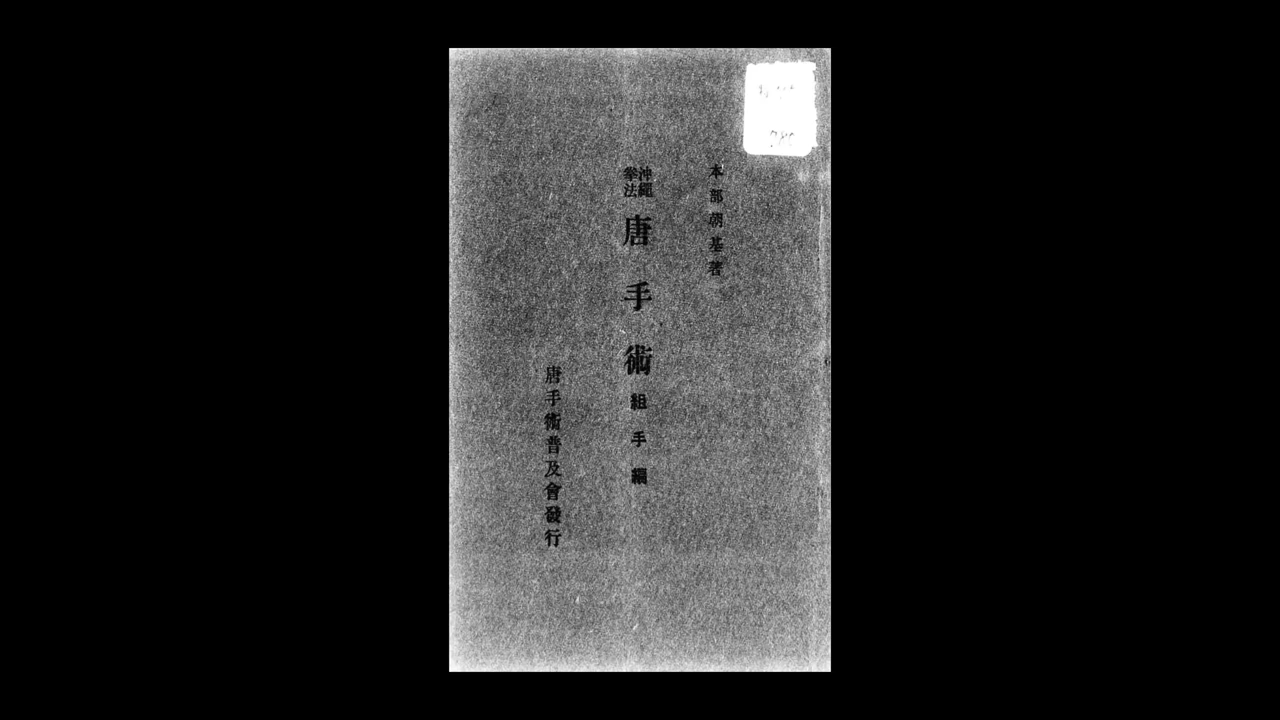 本部朝基著
沖繩拳法 唐手術 組手編
唐手術普及會發行